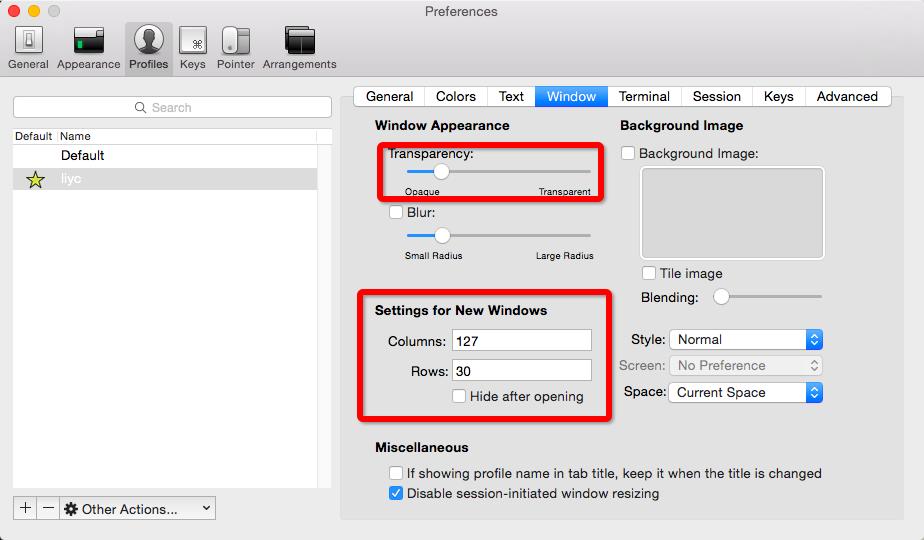 Preferences
General Appearance Profiles Keys Pointer Arrangements
Search
General Colors Text Window Terminal Session Keys Advanced
Default Name
Default
liyc
Window Appearance
Transparency:
Opaque Transparent
Blur:
Small Radius Large Radius
Settings for New Windows
Columns: 127
Rows: 30
Hide after opening
Background Image
Background Image:
Tile image
Blending:
Style: Normal
Screen: No Preference
Space: Current Space
Miscellaneous
If showing profile name in tab title, keep it when the title is changed
Disable session-initiated window resizing
+ − Other Actions...